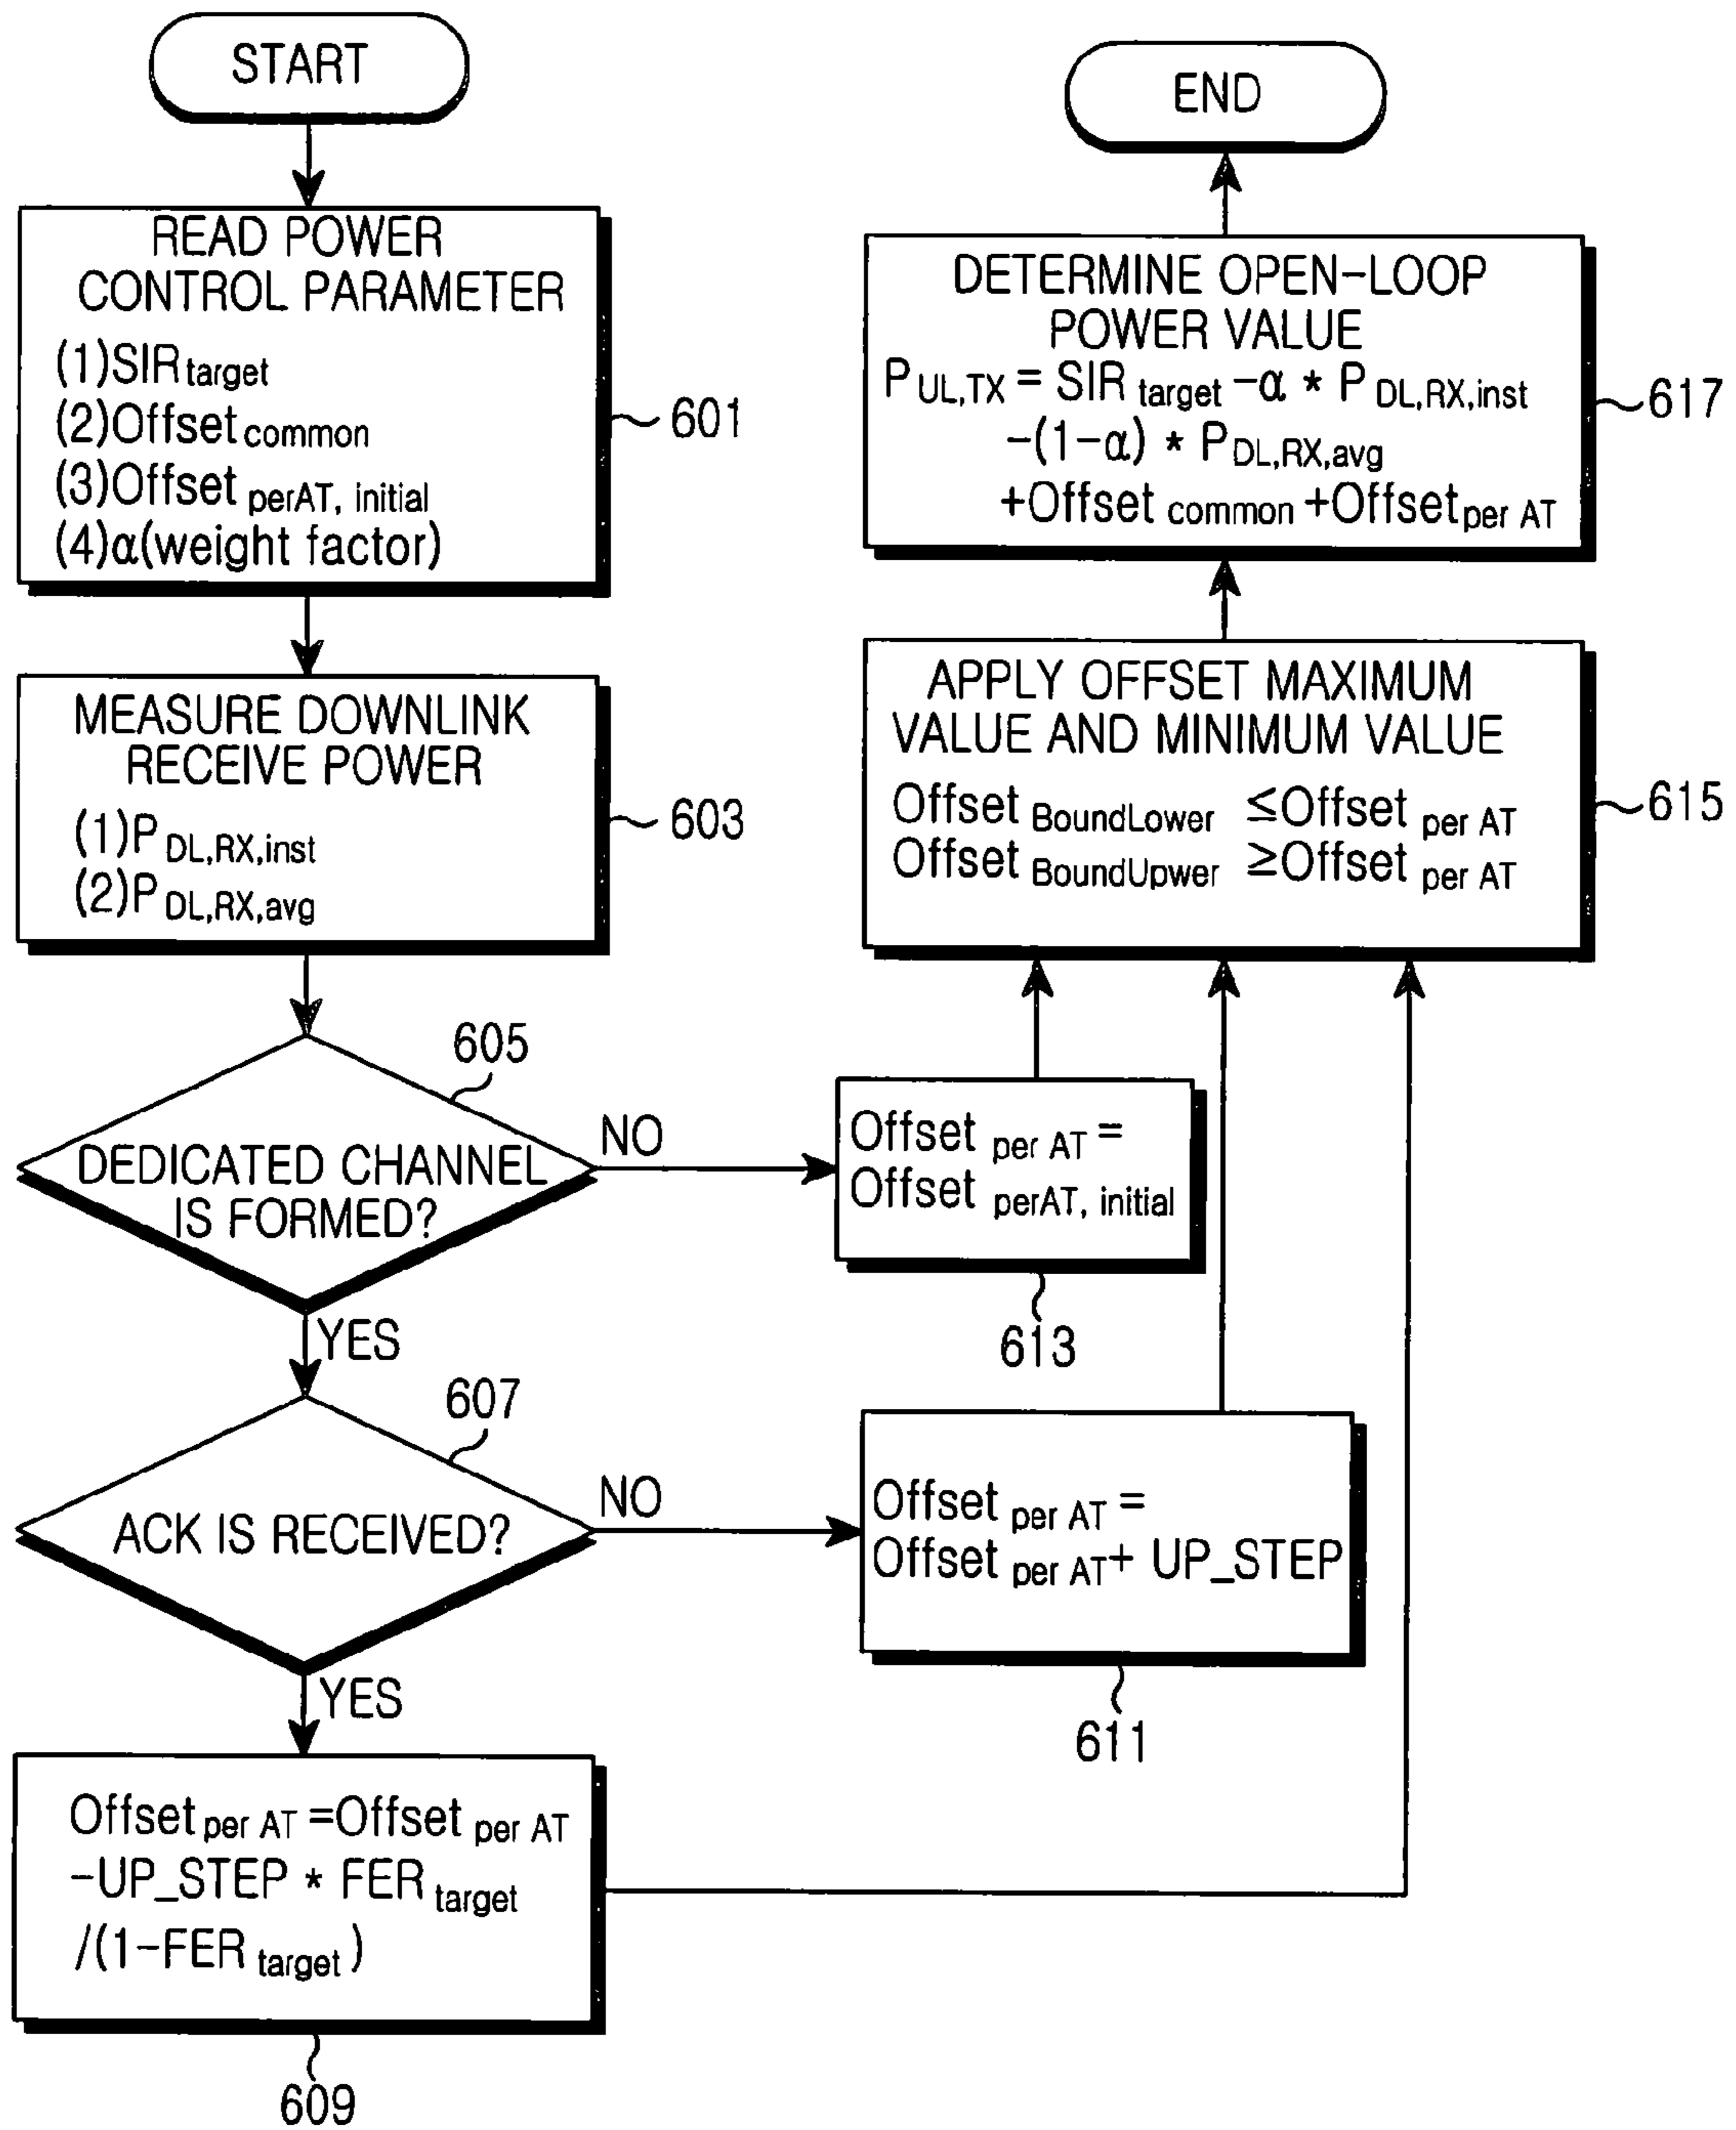 START
READ POWER
CONTROL PARAMETER
(1)SIR target
(2)Offset common
(3)Offset perAT, initial
(4)α(weight factor)
601
MEASURE DOWNLINK
RECEIVE POWER
(1)P DL,RX,inst
(2)P DL,RX,avg
603
605
DEDICATED CHANNEL
IS FORMED?
NO
YES
607
ACK IS RECEIVED?
NO
YES
Offset per AT =Offset per AT
-UP_STEP * FER target
/(1-FER target)
609
Offset per AT =
Offset per AT+ UP_STEP
611
Offset per AT =
Offset perAT, initial
613
APPLY OFFSET MAXIMUM
VALUE AND MINIMUM VALUE
Offset BoundLower ≤Offset per AT
Offset BoundUpwer ≥Offset per AT
615
DETERMINE OPEN-LOOP
POWER VALUE
P UL,TX = SIR target -α * P DL,RX,inst
-(1-α) * P DL,RX,avg
+Offset common +Offset per AT
617
END